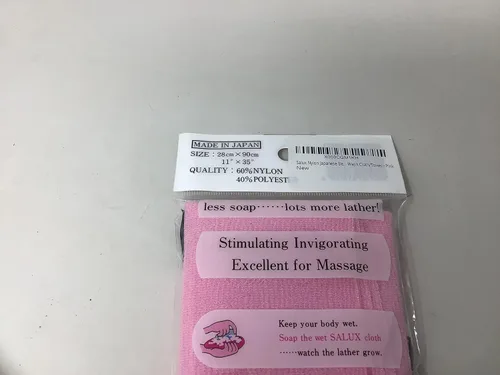 MADE IN JAPAN
SIZE : 28cm × 90cm
11" × 35"
QUALITY : 60% NYLON
40% POLYEST
New
less soap······lots more lather!
Stimulating Invigorating
Excellent for Massage
Keep your body wet.
Soap the wet SALUX cloth
······watch the lather grow.